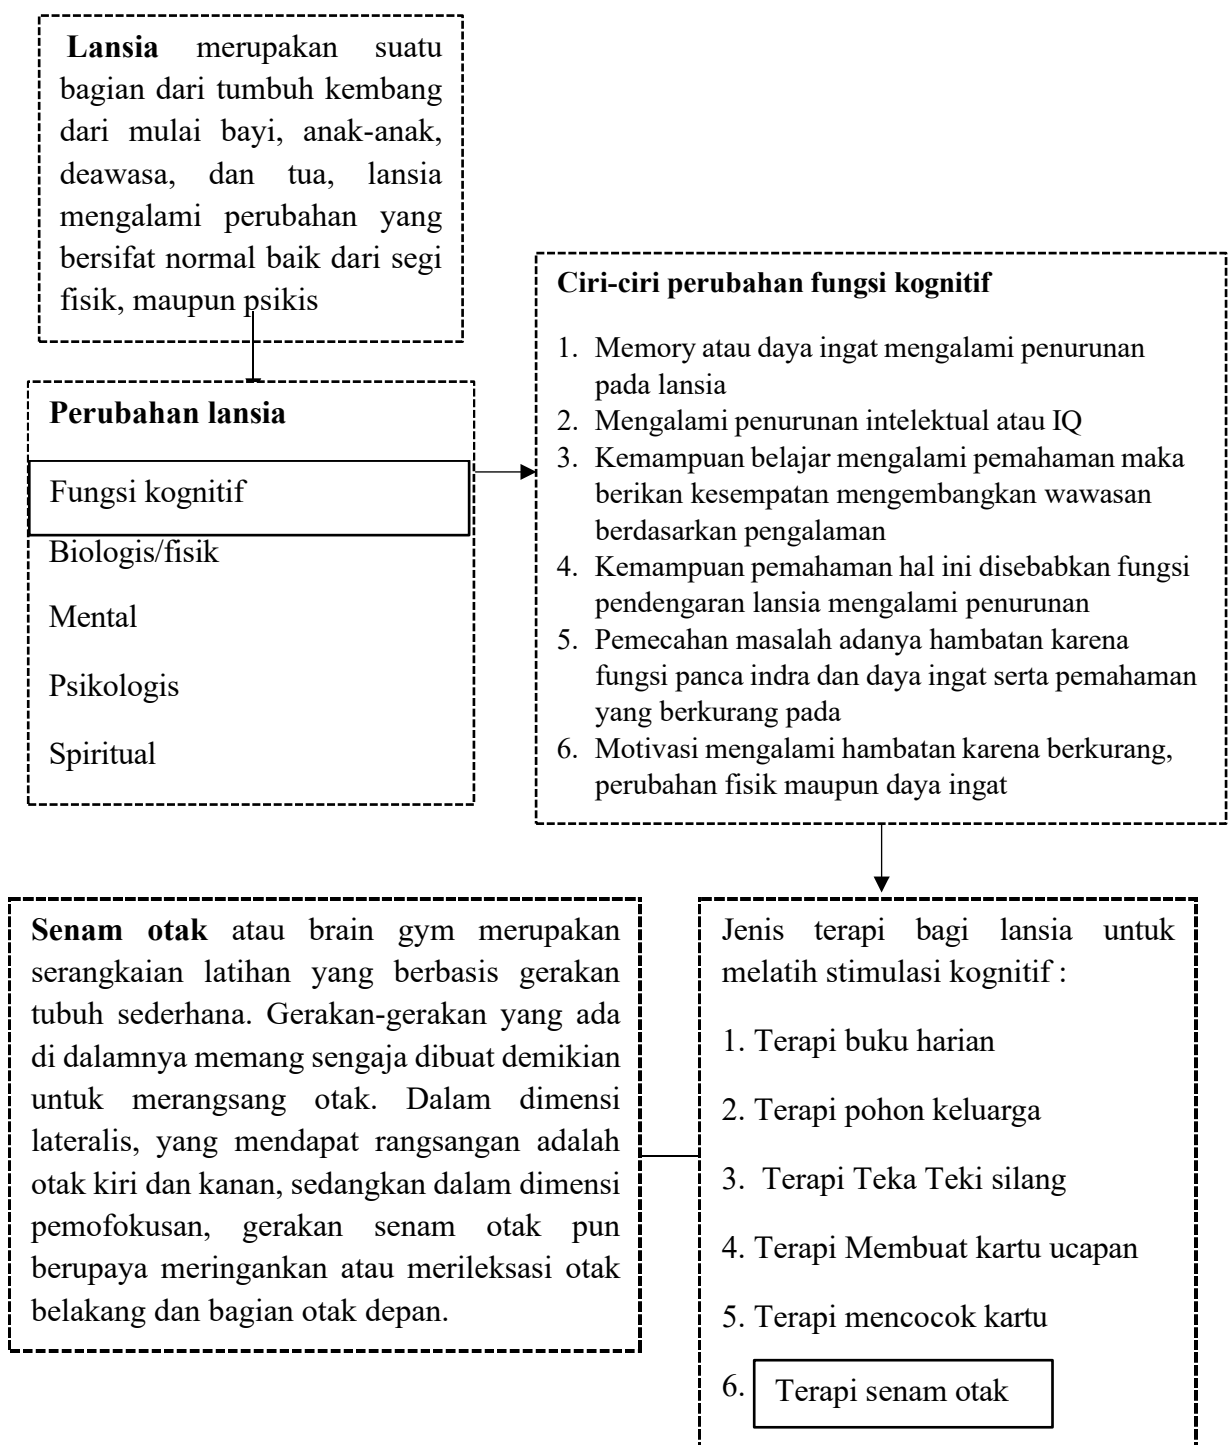 Lansia merupakan suatu
bagian dari tumbuh kembang
dari mulai bayi, anak-anak,
deawasa, dan tua, lansia
mengalami perubahan yang
bersifat normal baik dari segi
fisik, maupun psikis
Perubahan lansia
Fungsi kognitif
Biologis/fisik
Mental
Psikologis
Spiritual
Ciri-ciri perubahan fungsi kognitif
1. Memory atau daya ingat mengalami penurunan
pada lansia
2. Mengalami penurunan intelektual atau IQ
3. Kemampuan belajar mengalami pemahaman maka
berikan kesempatan mengembangkan wawasan
berdasarkan pengalaman
4. Kemampuan pemahaman hal ini disebabkan fungsi
pendengaran lansia mengalami penurunan
5. Pemecahan masalah adanya hambatan karena
fungsi panca indra dan daya ingat serta pemahaman
yang berkurang pada
6. Motivasi mengalami hambatan karena berkurang,
perubahan fisik maupun daya ingat
Senam otak atau brain gym merupakan
serangkaian latihan yang berbasis gerakan
tubuh sederhana. Gerakan-gerakan yang ada
di dalamnya memang sengaja dibuat demikian
untuk merangsang otak. Dalam dimensi
lateralis, yang mendapat rangsangan adalah
otak kiri dan kanan, sedangkan dalam dimensi
pemofokusan, gerakan senam otak pun
berupaya meringankan atau merileksasi otak
belakang dan bagian otak depan.
Jenis terapi bagi lansia untuk
melatih stimulasi kognitif :
1. Terapi buku harian
2. Terapi pohon keluarga
3. Terapi Teka Teki silang
4. Terapi Membuat kartu ucapan
5. Terapi mencocok kartu
6. Terapi senam otak